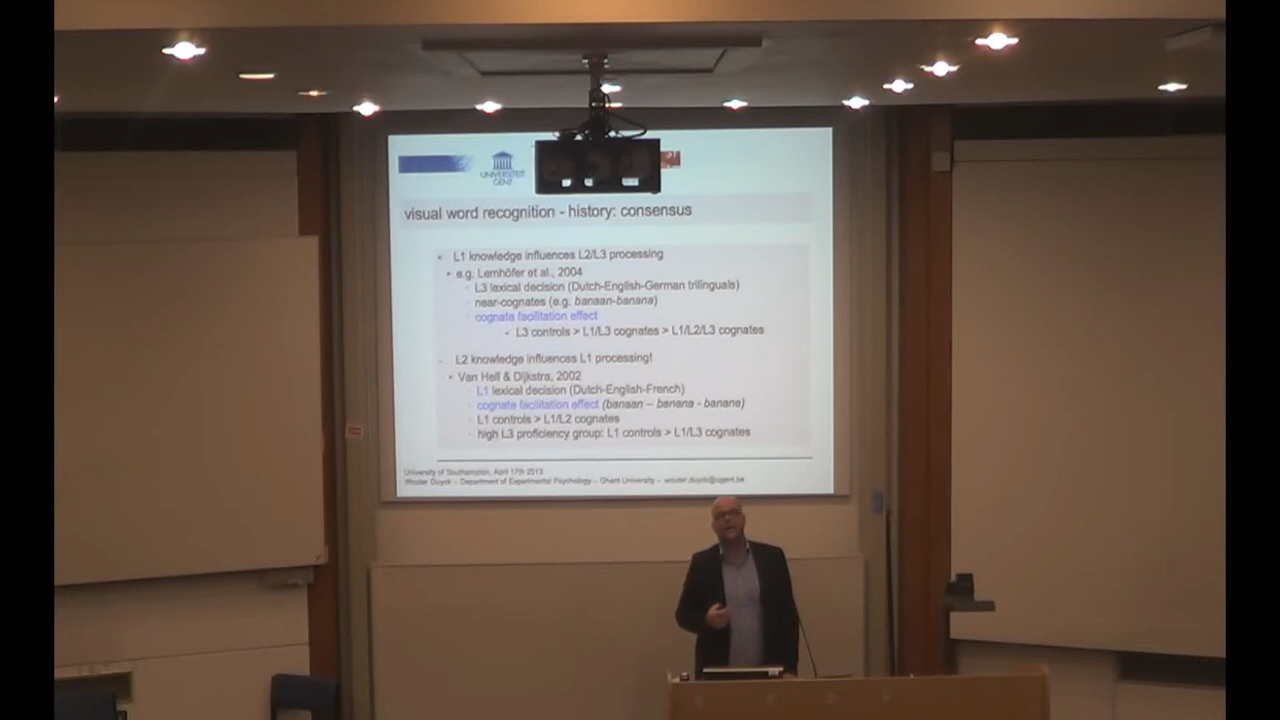 UNIVERSITEIT
GENT
visual word recognition - history: consensus
L1 knowledge influences L2/L3 processing
e.g. Lemhöfer et al., 2004
L3 lexical decision (Dutch-English-German trilinguals)
near-cognates (e.g. banaan-banana)
cognate facilitation effect
- L3 controls > L1/L3 cognates > L1/L2/L3 cognates
L2 knowledge influences L1 processing!
Van Hell & Dijkstra, 2002
L1 lexical decision (Dutch-English-French)
cognate facilitation effect (banaan – banana - banane)
L1 controls > L1/L2 cognates
high L3 proficiency group: L1 controls > L1/L3 cognates
University of Southampton, April 17th 2013
Wouter Duyck – Department of Experimental Psychology – Ghent University – wouter.duyck@ugent.be